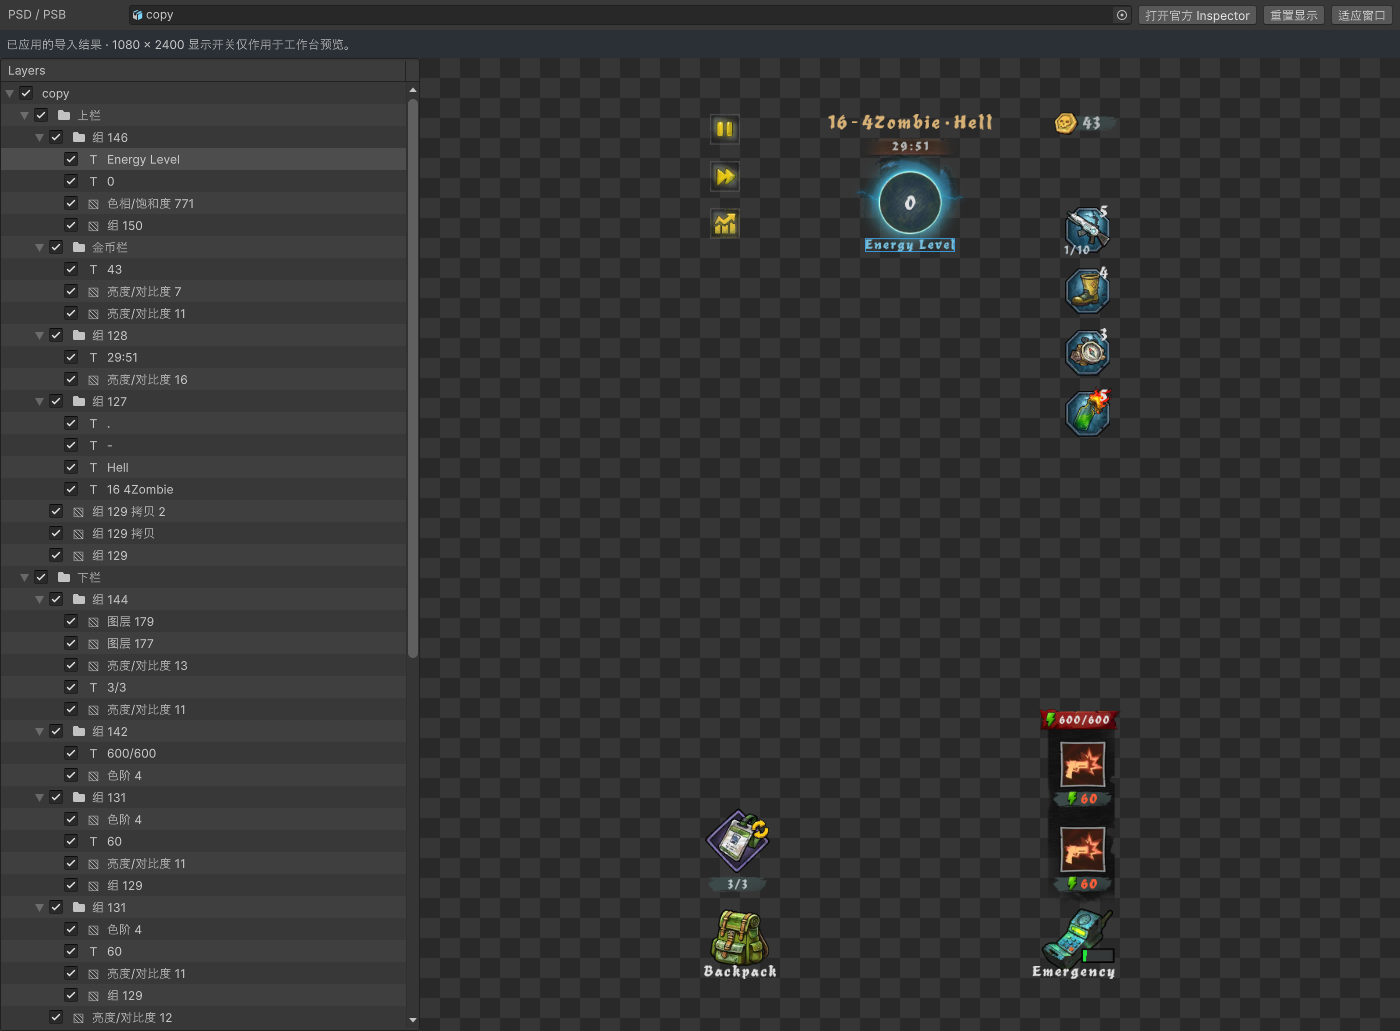 PSD / PSB
copy
打开官方 Inspector
重置显示
适应窗口
已应用的导入结果 · 1080 × 2400 显示开关仅作用于工作台预览。
Layers
copy
上栏
组 146
Energy Level
0
色相/饱和度 771
组 150
金币栏
43
亮度/对比度 7
亮度/对比度 11
组 128
29:51
亮度/对比度 16
组 127
.
-
Hell
16 4Zombie
组 129 拷贝 2
组 129 拷贝
组 129
下栏
组 144
图层 179
图层 177
亮度/对比度 13
3/3
亮度/对比度 11
组 142
600/600
色阶 4
组 131
色阶 4
60
亮度/对比度 11
组 129
组 131
色阶 4
60
亮度/对比度 11
组 129
亮度/对比度 12
16-4Zombie·Hell
43
29:51
0
Energy Level
5
1/10
4
3
5
600/600
60
60
3/3
Backpack
Emergency